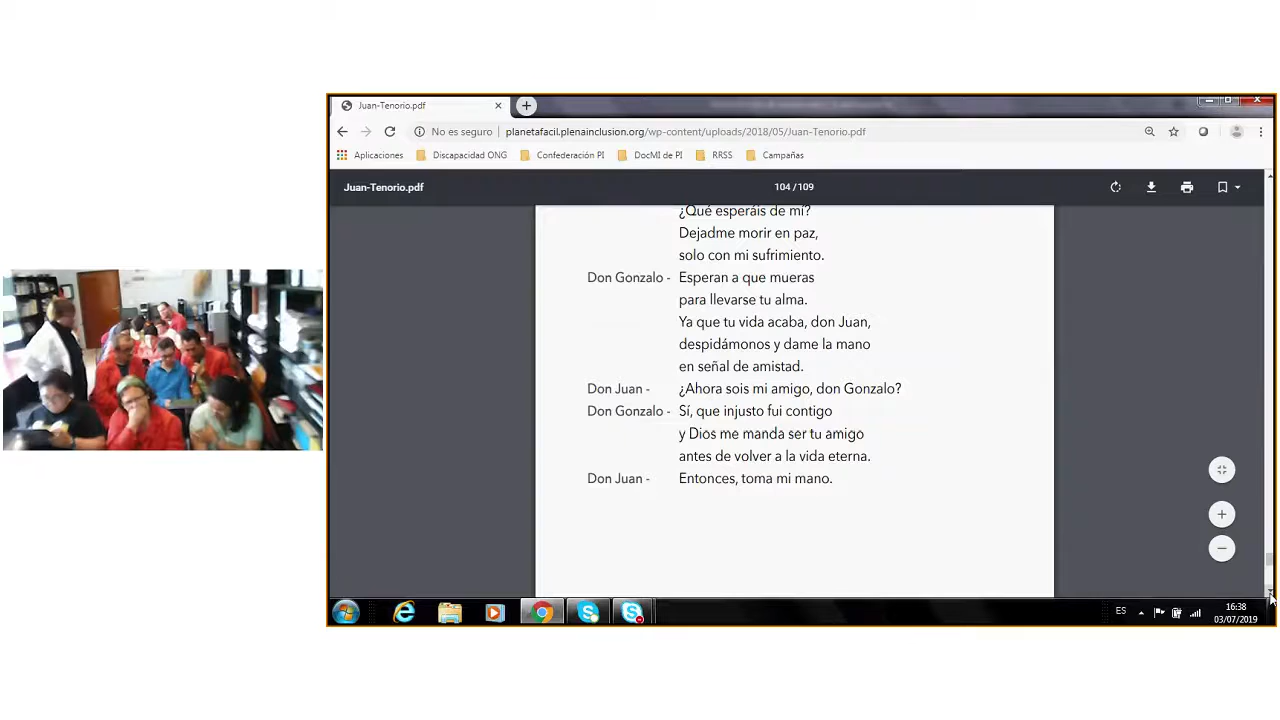 Juan-Tenorio.pdf
No es seguro planetafacil.plenainclusion.org/wp-content/uploads/2018/05/Juan-Tenorio.pdf
Aplicaciones Discapacidad ONG Confederación PI DocMI de PI RRSS Campañas
Juan-Tenorio.pdf 104 / 109
¿Qué esperáis de mí?
Dejadme morir en paz,
solo con mi sufrimiento.
Don Gonzalo - Esperan a que mueras
para llevarse tu alma.
Ya que tu vida acaba, don Juan,
despidámonos y dame la mano
en señal de amistad.
Don Juan - ¿Ahora sois mi amigo, don Gonzalo?
Don Gonzalo - Sí, que injusto fui contigo
y Dios me manda ser tu amigo
antes de volver a la vida eterna.
Don Juan - Entonces, toma mi mano.
ES 16:38
03/07/2019